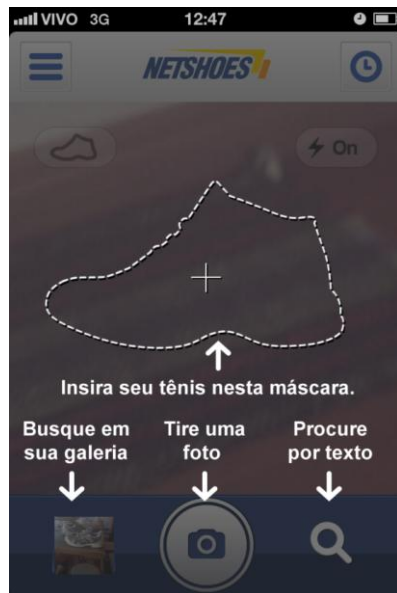 VIVO 3G 12:47
NETSHOES
On
Insira seu tênis nesta máscara.
Busque em
sua galeria
Tire uma
foto
Procure
por texto